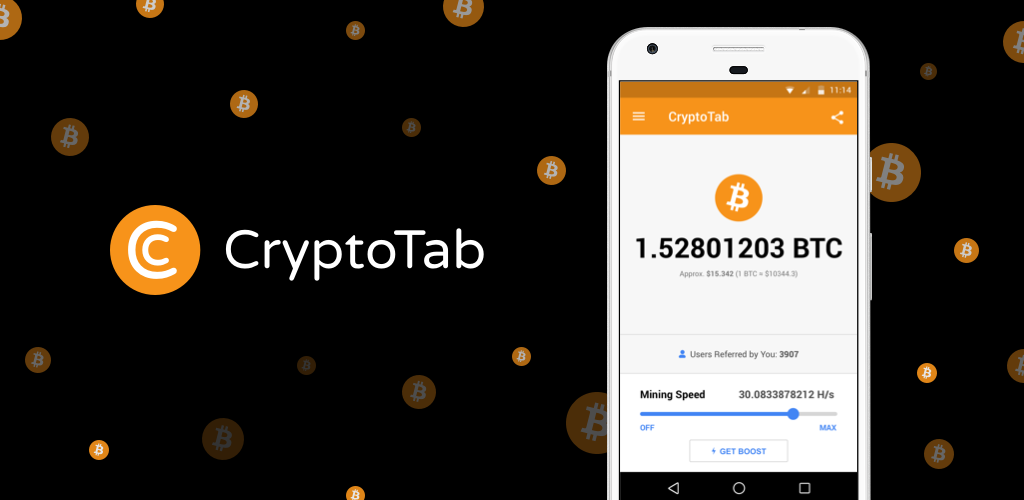 CryptoTab
11:14
CryptoTab
1.52801203 BTC
Approx. $15.342 (1 BTC = $10344.3)
Users Referred by You: 3907
Mining Speed 30.0833878212 H/s
OFF MAX
GET BOOST